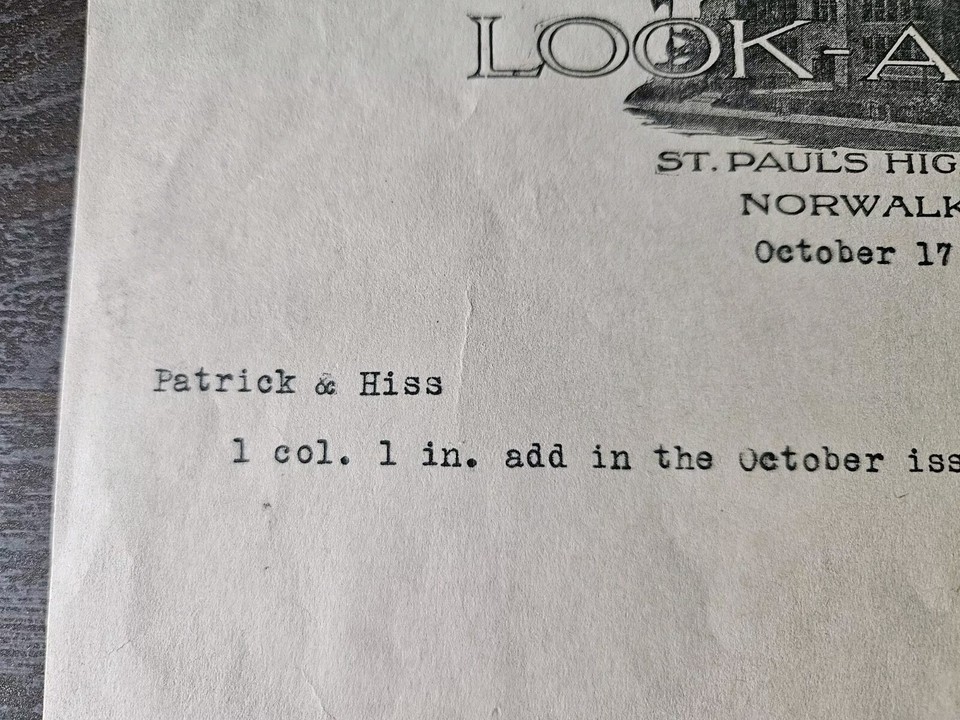 LOOK-A
ST. PAUL'S HIG
NORWALK
October 17
Patrick & Hiss
1 col. 1 in. add in the October iss